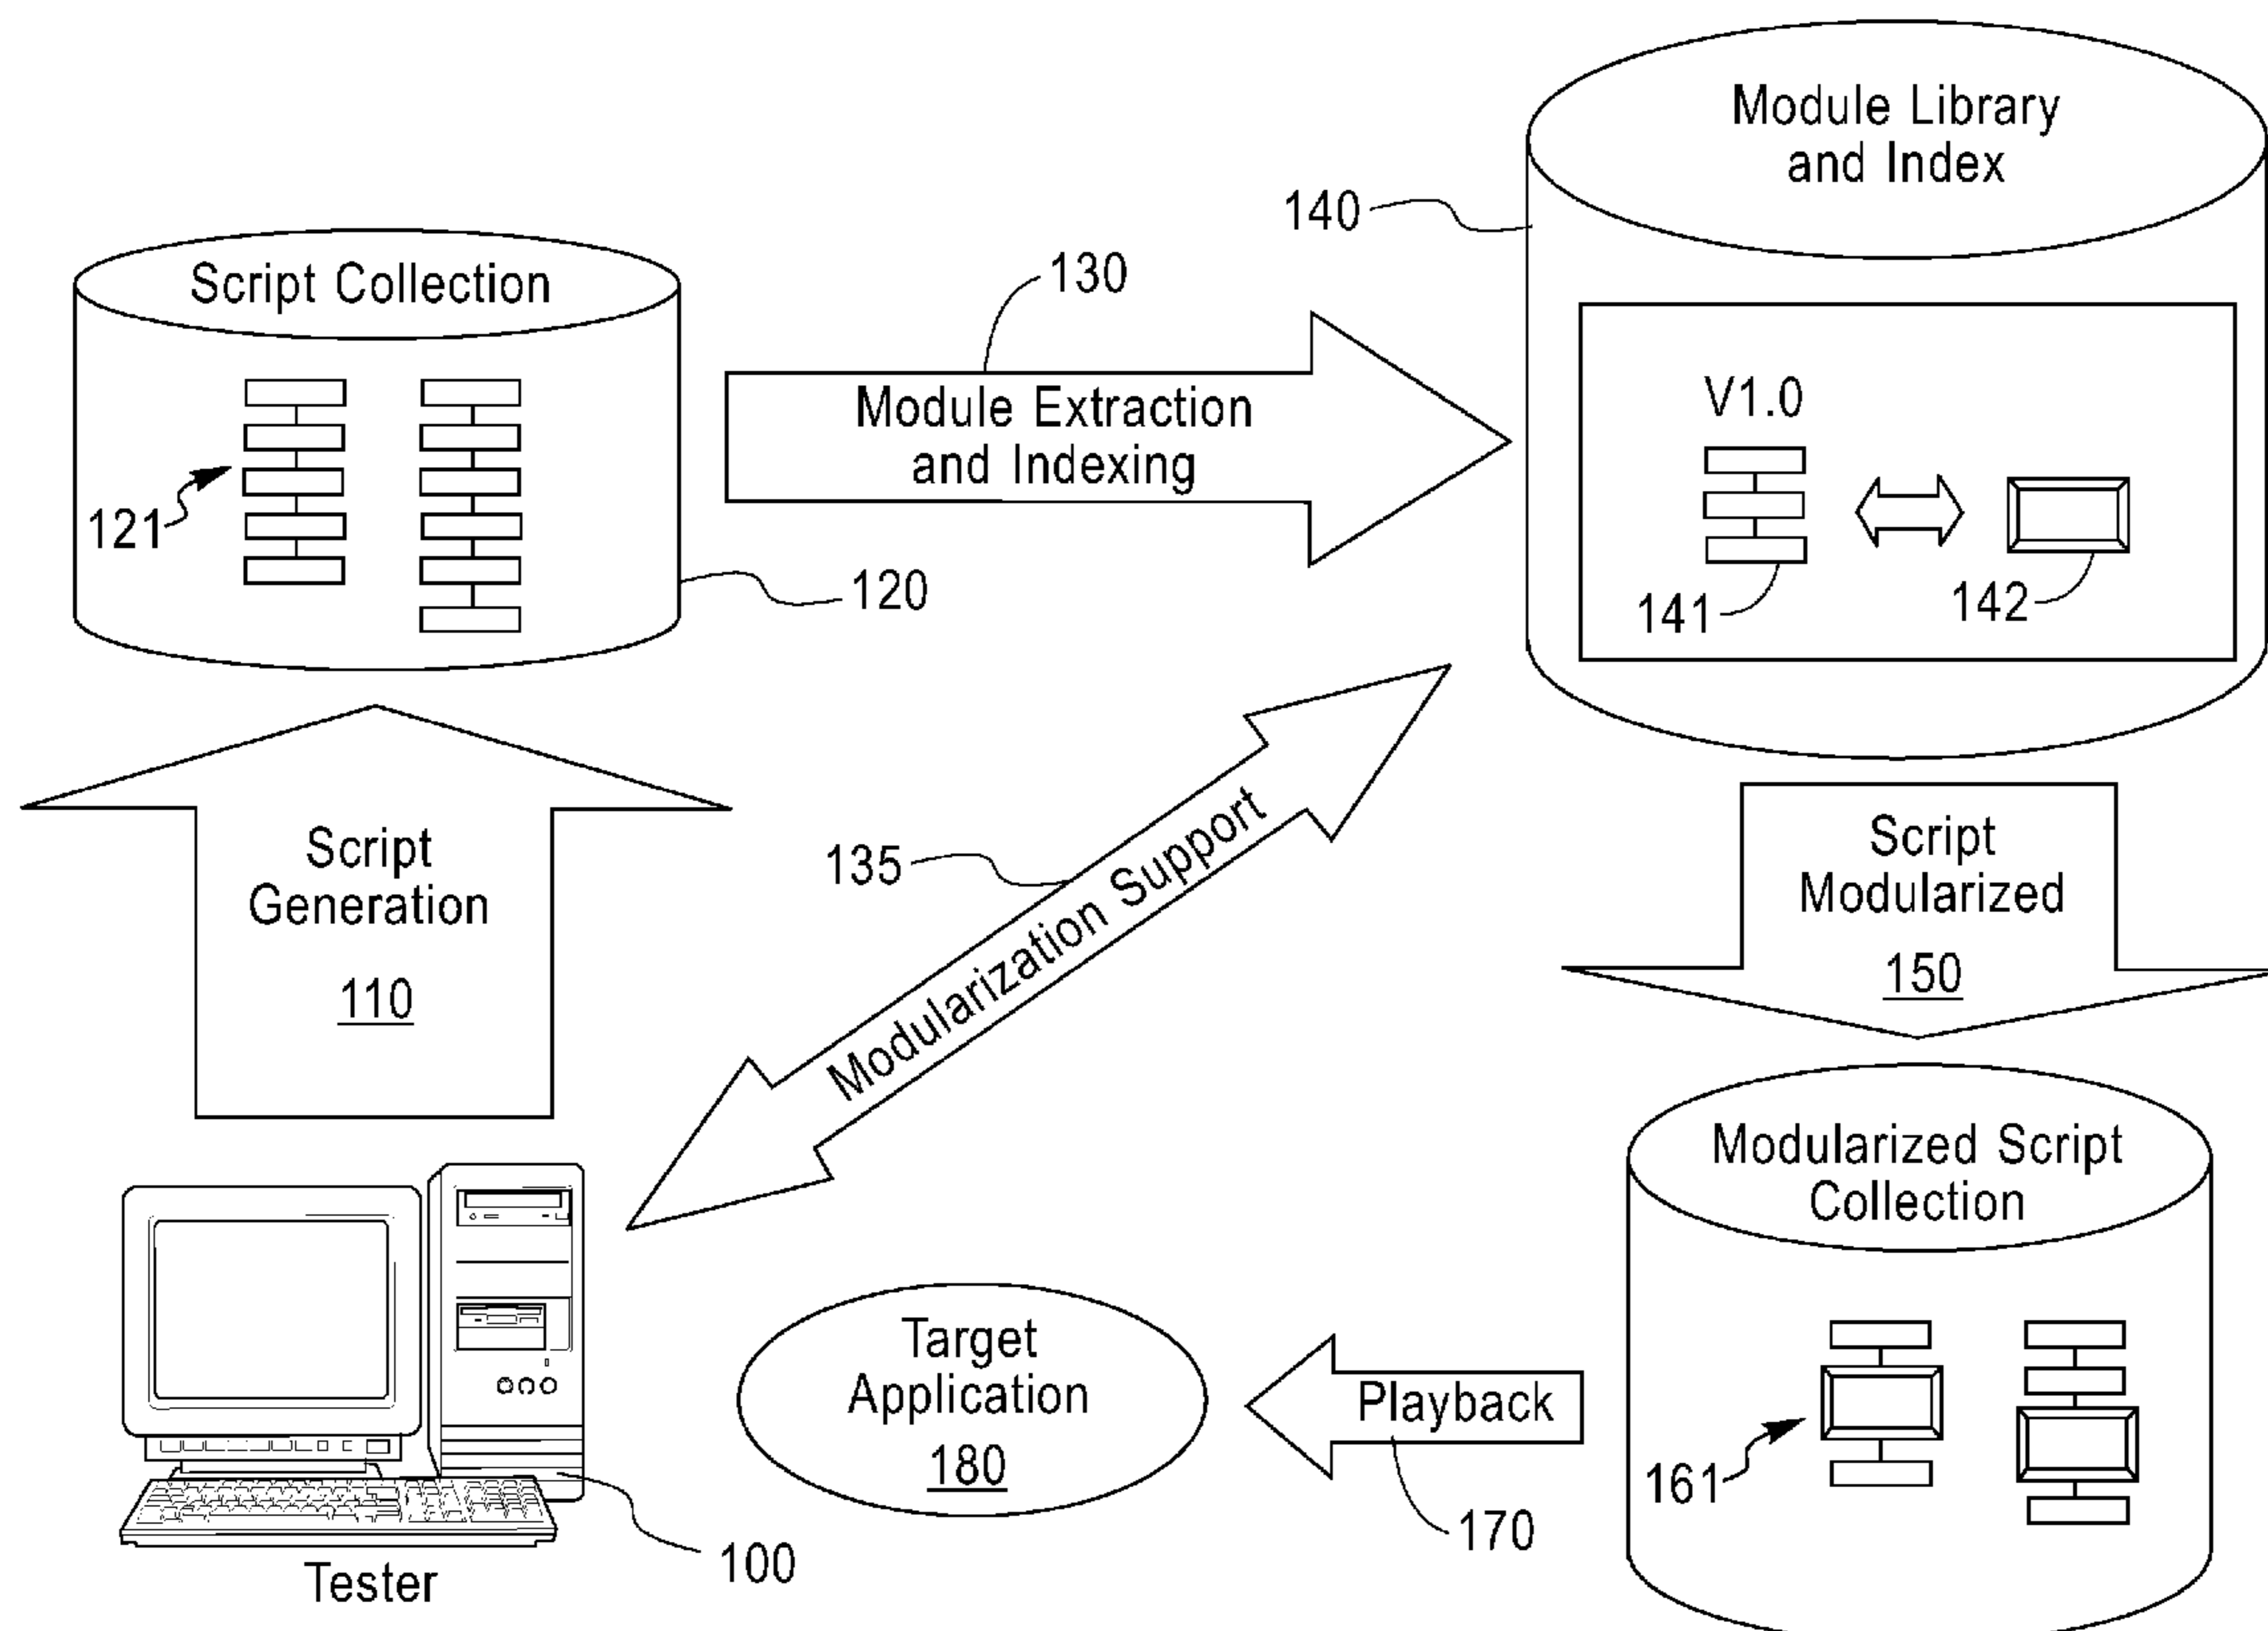 Module Library
and Index
140
V1.0
141
142
Script Collection
121
120
130
Module Extraction
and Indexing
Script
Generation
110
135
Modularization Support
Script
Modularized
150
Modularized Script
Collection
161
Playback
170
Target
Application
180
100
Tester